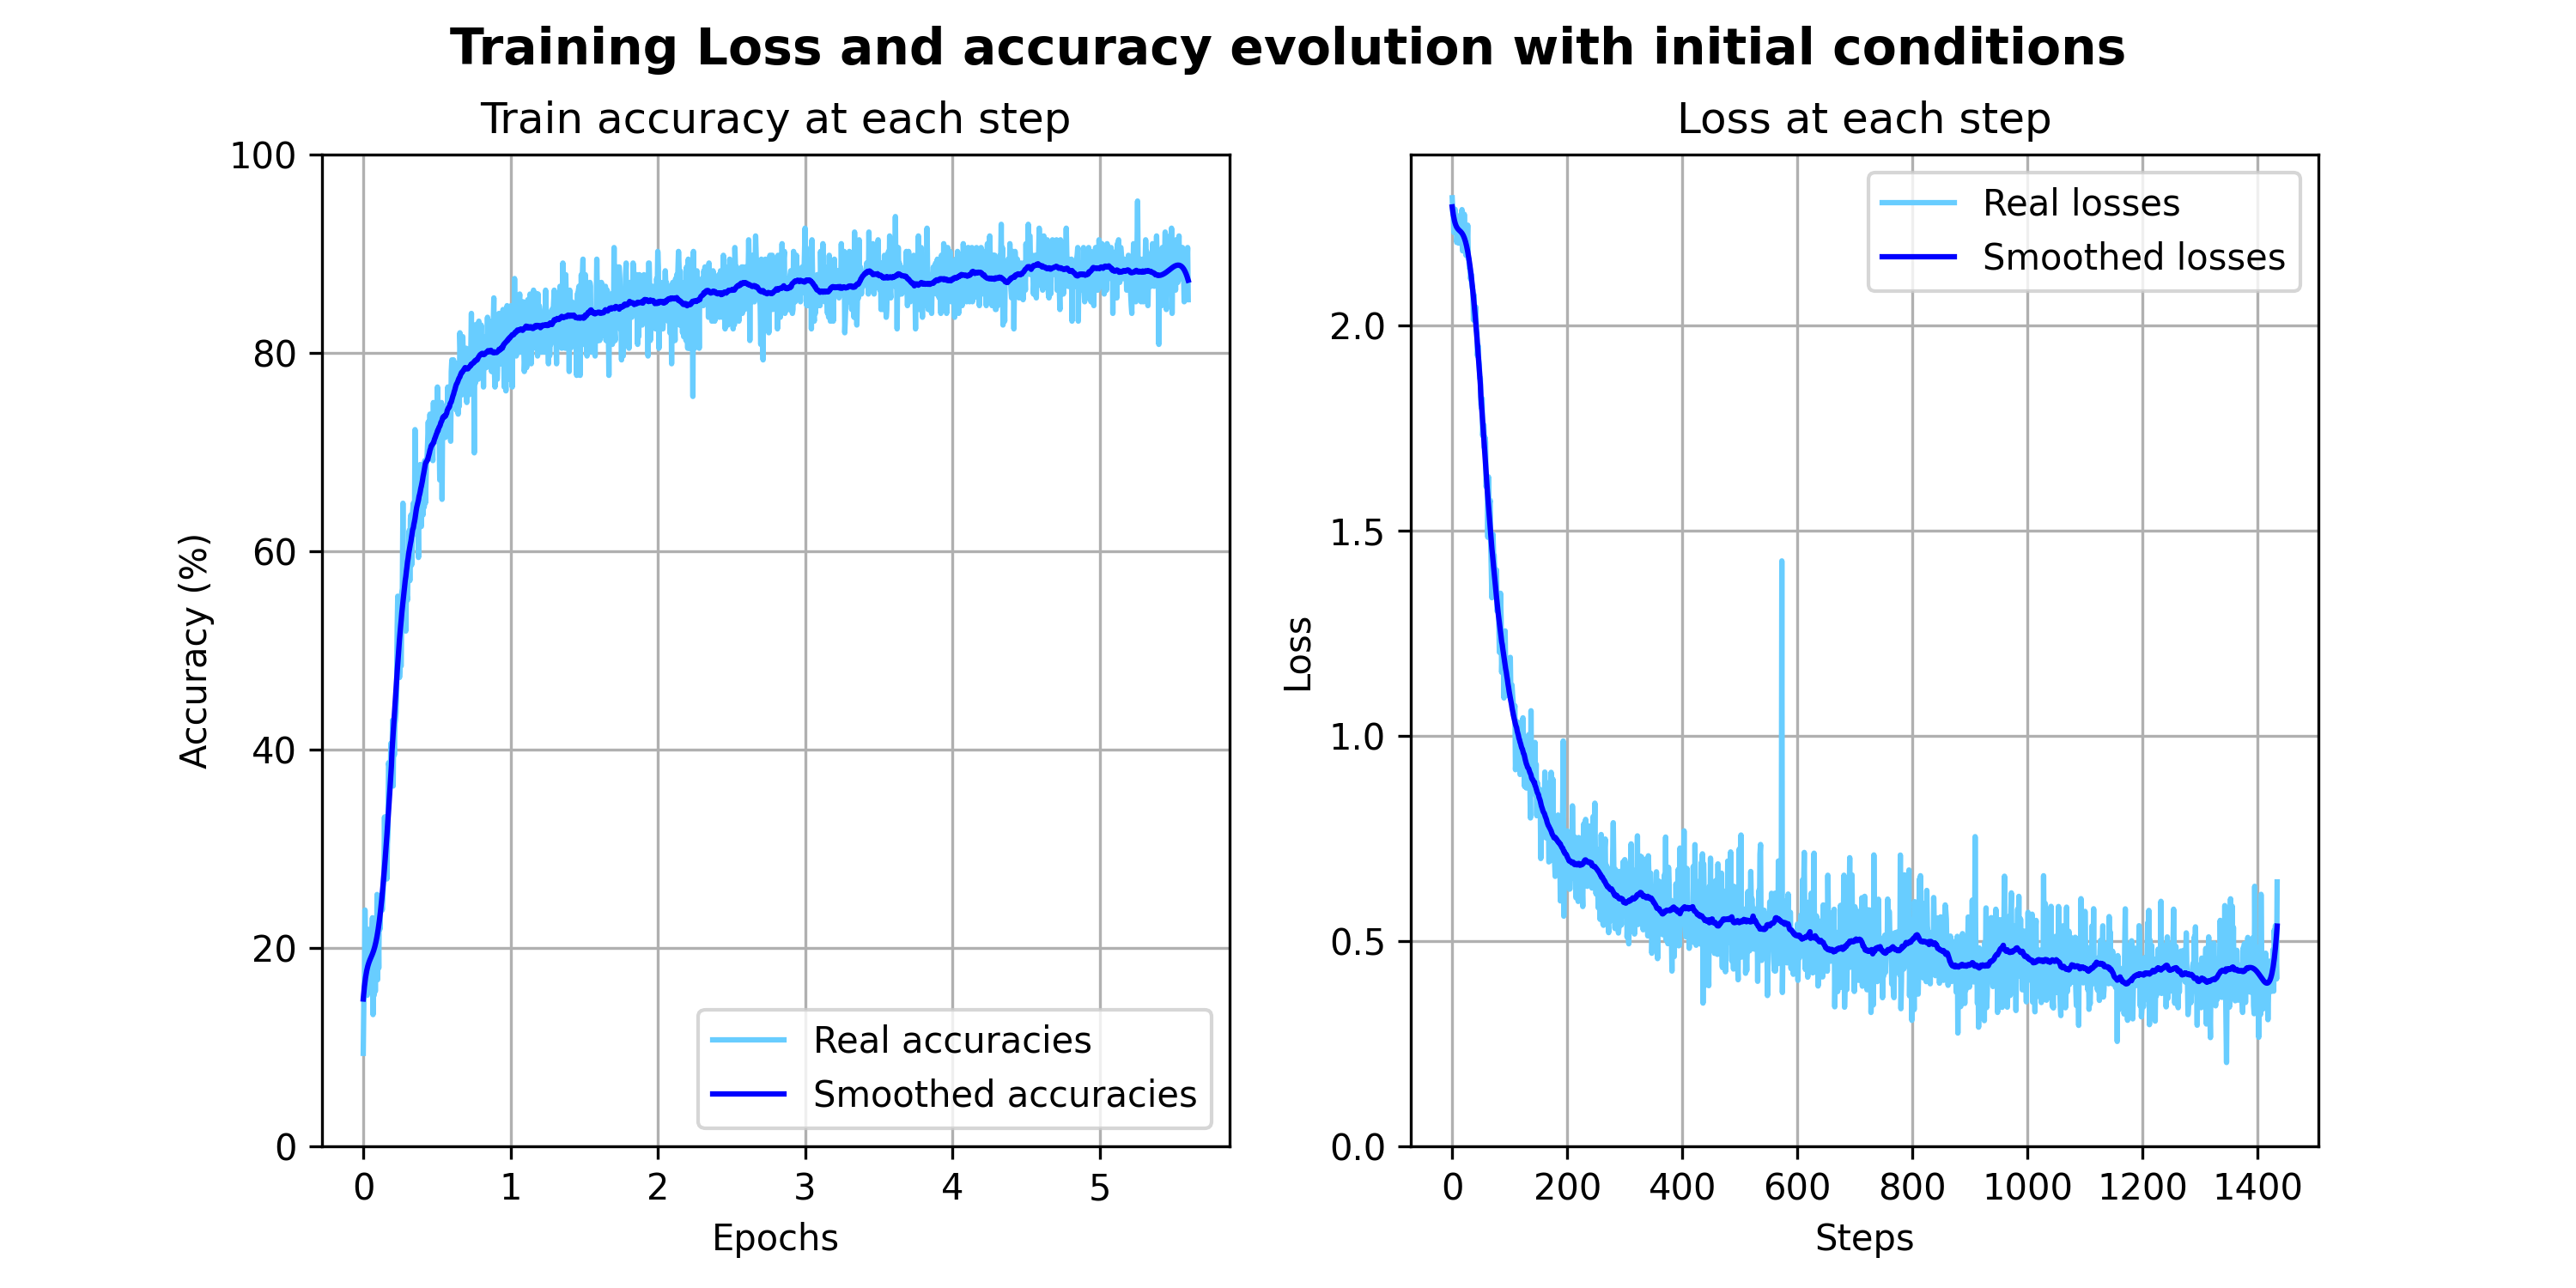 Training Loss and accuracy evolution with initial conditions
Train accuracy at each step
100
80
60
40
20
0
Accuracy (%)
Real accuracies
Smoothed accuracies
0 1 2 3 4 5
Epochs
Loss at each step
2.0
1.5
1.0
0.5
0.0
Loss
Real losses
Smoothed losses
0 200 400 600 800 1000 1200 1400
Steps